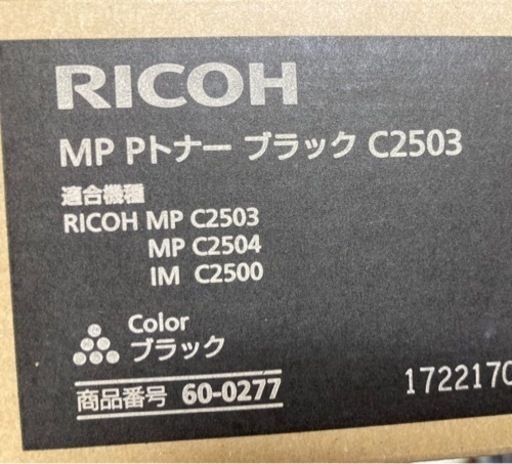 RICOH
MP Pトナー ブラック C2503
適合機種
RICOH MP C2503
MP C2504
IM C2500
Color
ブラック
商品番号 60-0277
1722170